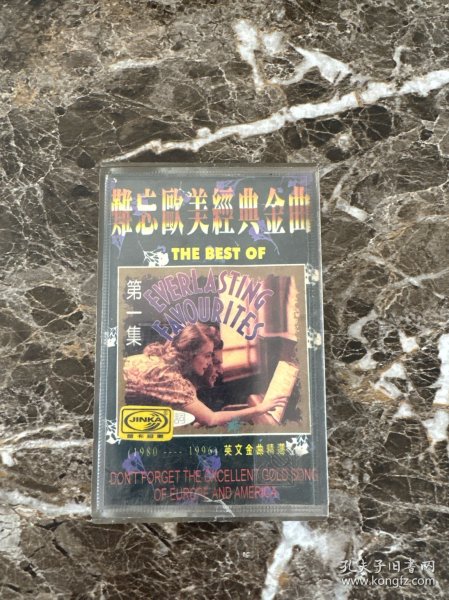 難忘歐美經典金曲
THE BEST OF
第一集
EVERLASTING
FAVOURITES
JINKA
(1980 ---- 1996) 英文金曲精選
DON'T FORGET THE EXCELLENT GOLD SONG
OF EUROPE AND AMERICA
孔夫子旧书网
www.kongfz.com